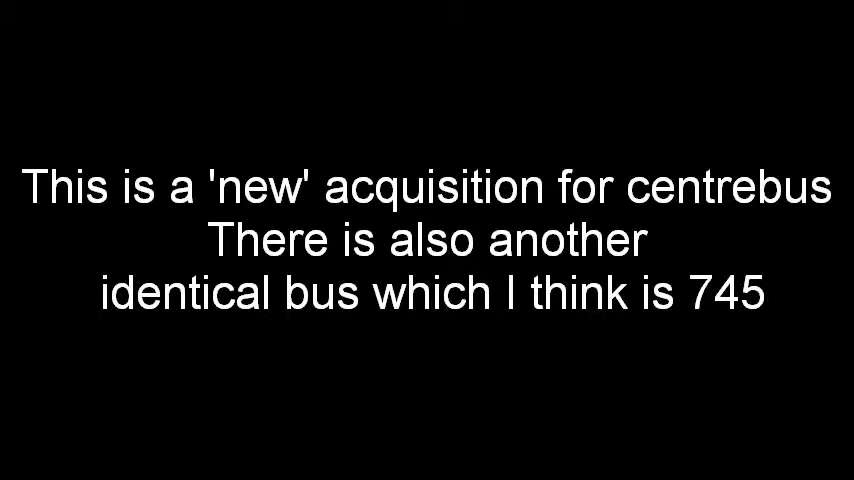 This is a 'new' acquisition for centrebus
There is also another
identical bus which I think is 745